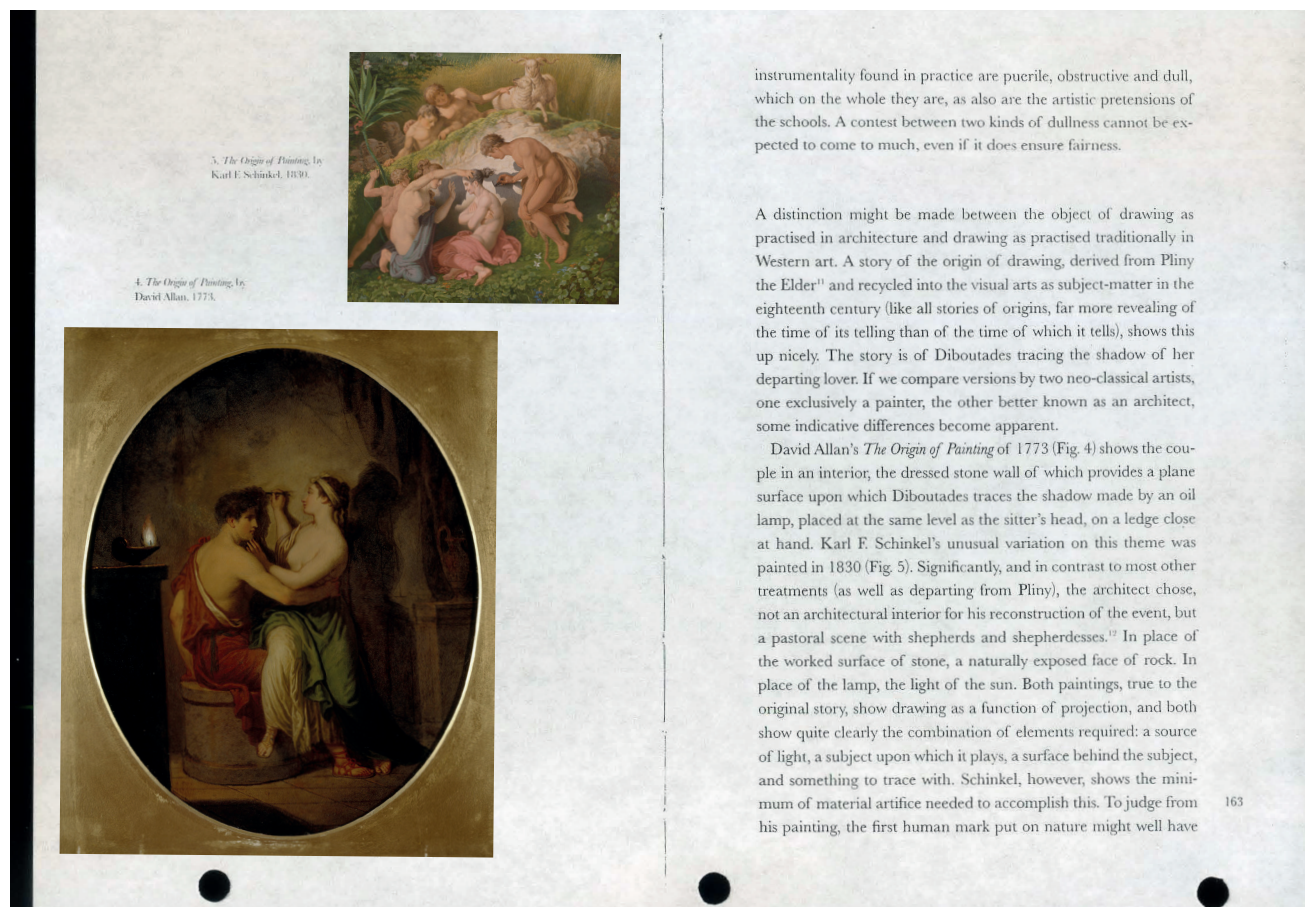 5. The Origin of Painting, by
Karl F. Schinkel, 1830.
4. The Origin of Painting, by
David Allan, 1773.
instrumentality found in practice are puerile, obstructive and dull,
which on the whole they are, as also are the artistic pretensions of
the schools. A contest between two kinds of dullness cannot be ex-
pected to come to much, even if it does ensure fairness.
A distinction might be made between the object of drawing as
practised in architecture and drawing as practised traditionally in
Western art. A story of the origin of drawing, derived from Pliny
the Elder¹¹ and recycled into the visual arts as subject-matter in the
eighteenth century (like all stories of origins, far more revealing of
the time of its telling than of the time of which it tells), shows this
up nicely. The story is of Diboutades tracing the shadow of her
departing lover. If we compare versions by two neo-classical artists,
one exclusively a painter, the other better known as an architect,
some indicative differences become apparent.
David Allan's The Origin of Painting of 1773 (Fig. 4) shows the cou-
ple in an interior, the dressed stone wall of which provides a plane
surface upon which Diboutades traces the shadow made by an oil
lamp, placed at the same level as the sitter's head, on a ledge close
at hand. Karl F. Schinkel's unusual variation on this theme was
painted in 1830 (Fig. 5). Significantly, and in contrast to most other
treatments (as well as departing from Pliny), the architect chose,
not an architectural interior for his reconstruction of the event, but
a pastoral scene with shepherds and shepherdesses.¹² In place of
the worked surface of stone, a naturally exposed face of rock. In
place of the lamp, the light of the sun. Both paintings, true to the
original story, show drawing as a function of projection, and both
show quite clearly the combination of elements required: a source
of light, a subject upon which it plays, a surface behind the subject,
and something to trace with. Schinkel, however, shows the mini-
mum of material artifice needed to accomplish this. To judge from
his painting, the first human mark put on nature might well have
163